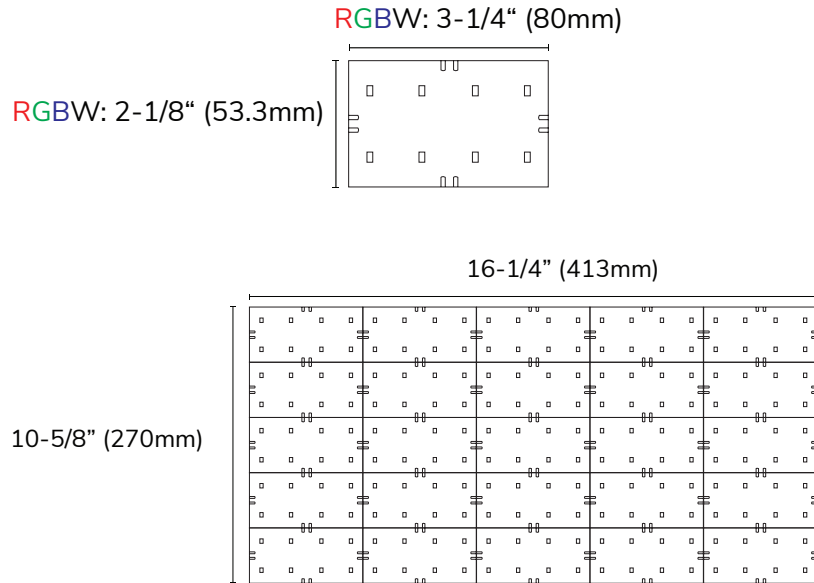 RGBW: 3-1/4“ (80mm)
RGBW: 2-1/8“ (53.3mm)
16-1/4” (413mm)
10-5/8” (270mm)